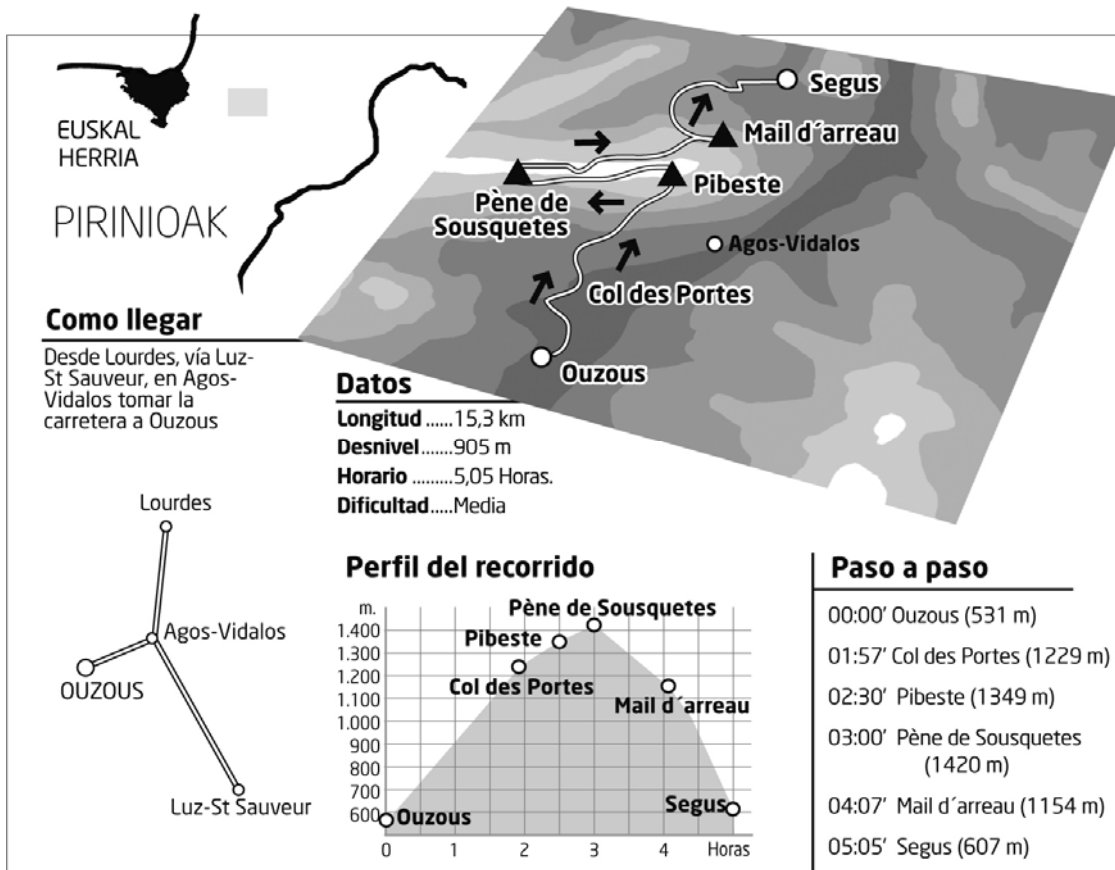 EUSKAL
HERRIA
PIRINIOAK
Segus
Mail d´arreau
Pibeste
Pène de
Sousquetes
Agos-Vidalos
Col des Portes
Ouzous
Como llegar
Desde Lourdes, vía Luz-
St Sauveur, en Agos-
Vidalos tomar la
carretera a Ouzous
Lourdes
Agos-Vidalos
OUZOUS
Luz-St Sauveur
Datos
Longitud ......15,3 km
Desnivel.......905 m
Horario .........5,05 Horas.
Dificultad.....Media
Perfil del recorrido
m.
1.400
1.300
1.200
1.100
1.000
900
800
700
600
Pène de Sousquetes
Pibeste
Col des Portes
Mail d´arreau
Ouzous
Segus
0 1 2 3 4 Horas
Paso a paso
00:00’ Ouzous (531 m)
01:57’ Col des Portes (1229 m)
02:30’ Pibeste (1349 m)
03:00’ Pène de Sousquetes
(1420 m)
04:07’ Mail d´arreau (1154 m)
05:05’ Segus (607 m)